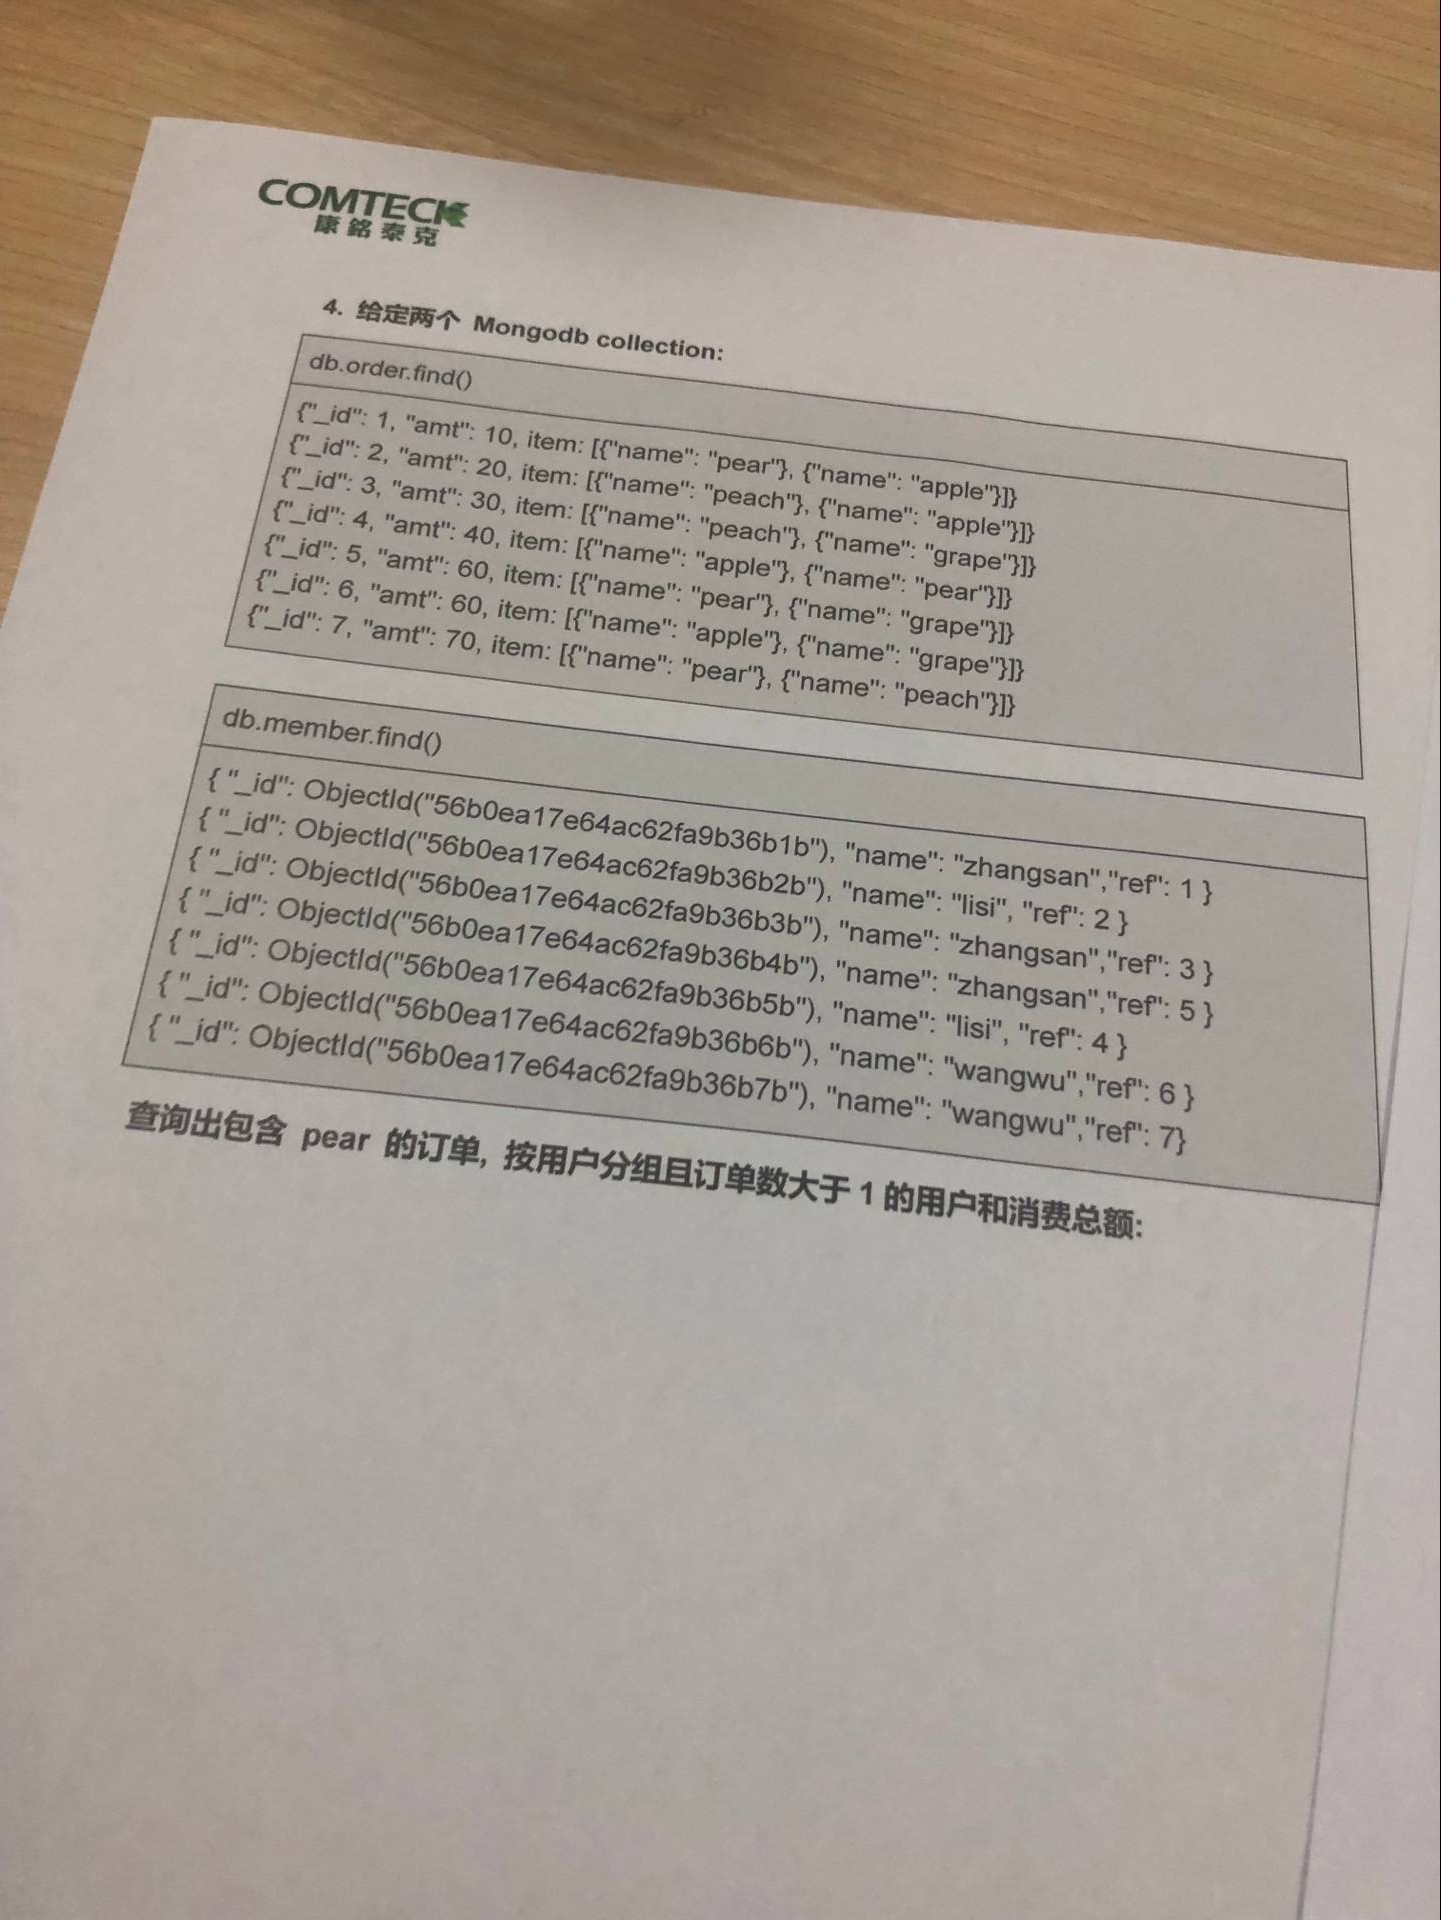 COMTECK
康銘泰克
4. 给定两个 Mongodb collection:
db.order.find()
{"_id": 1, "amt": 10, item: [{"name": "pear"}, {"name": "apple"}]}
{"_id": 2, "amt": 20, item: [{"name": "peach"}, {"name": "apple"}]}
{"_id": 3, "amt": 30, item: [{"name": "peach"}, {"name": "grape"}]}
{"_id": 4, "amt": 40, item: [{"name": "apple"}, {"name": "pear"}]}
{"_id": 5, "amt": 60, item: [{"name": "pear"}, {"name": "grape"}]}
{"_id": 6, "amt": 60, item: [{"name": "apple"}, {"name": "grape"}]}
{"_id": 7, "amt": 70, item: [{"name": "pear"}, {"name": "peach"}]}
db.member.find()
{ "_id": ObjectId("56b0ea17e64ac62fa9b36b1b"), "name": "zhangsan","ref": 1 }
{ "_id": ObjectId("56b0ea17e64ac62fa9b36b2b"), "name": "lisi", "ref": 2 }
{ "_id": ObjectId("56b0ea17e64ac62fa9b36b3b"), "name": "zhangsan","ref": 3 }
{ "_id": ObjectId("56b0ea17e64ac62fa9b36b4b"), "name": "zhangsan","ref": 5 }
{ "_id": ObjectId("56b0ea17e64ac62fa9b36b5b"), "name": "lisi", "ref": 4 }
{ "_id": ObjectId("56b0ea17e64ac62fa9b36b6b"), "name": "wangwu","ref": 6 }
{ "_id": ObjectId("56b0ea17e64ac62fa9b36b7b"), "name": "wangwu","ref": 7}
查询出包含 pear 的订单, 按用户分组且订单数大于 1 的用户和消费总额: